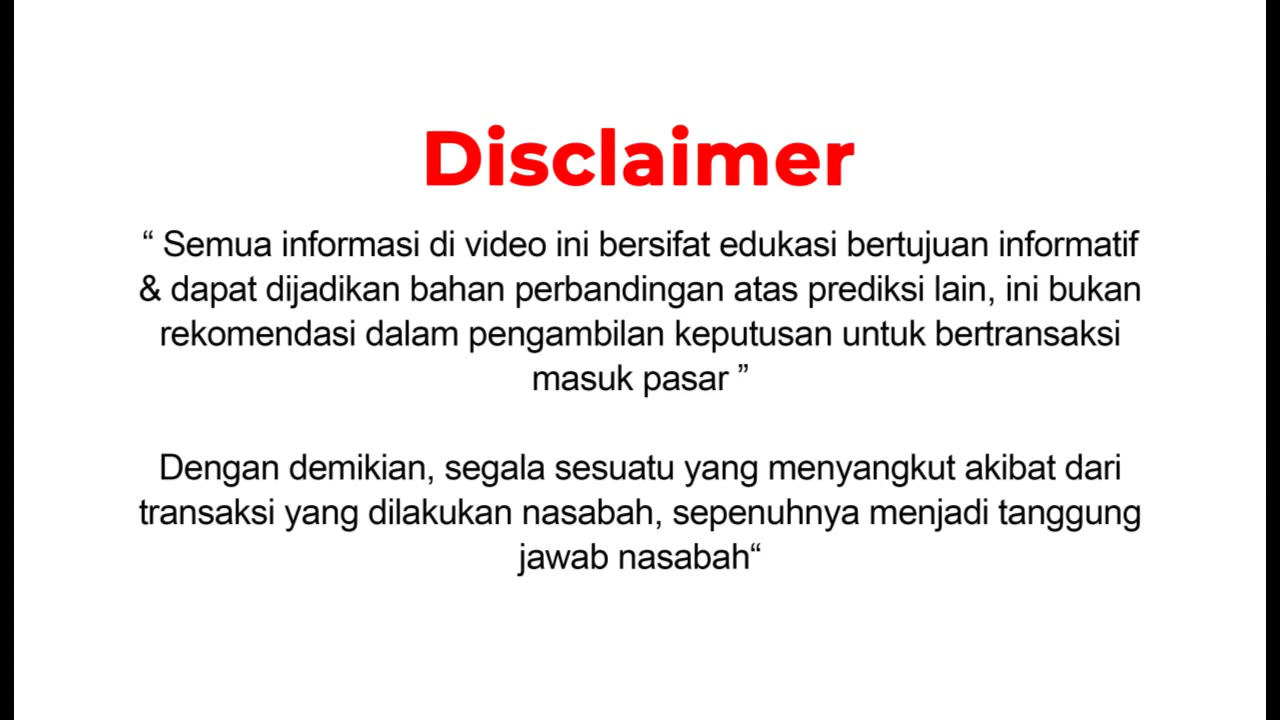 Disclaimer
“ Semua informasi di video ini bersifat edukasi bertujuan informatif
& dapat dijadikan bahan perbandingan atas prediksi lain, ini bukan
rekomendasi dalam pengambilan keputusan untuk bertransaksi
masuk pasar ”
Dengan demikian, segala sesuatu yang menyangkut akibat dari
transaksi yang dilakukan nasabah, sepenuhnya menjadi tanggung
jawab nasabah“